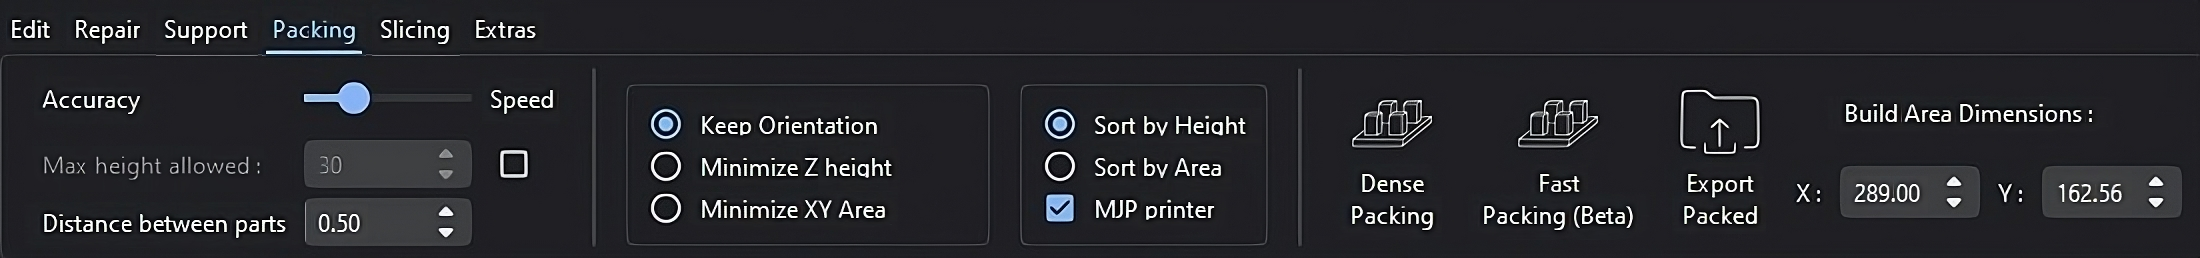 Edit Repair Support Packing Slicing Extras
Accuracy Speed
Max height allowed : 30
Distance between parts 0.50
Keep Orientation
Minimize Z height
Minimize XY Area
Sort by Height
Sort by Area
MJP printer
Dense
Packing
Fast
Packing (Beta)
Export
Packed
Build Area Dimensions :
X : 289.00 Y : 162.56